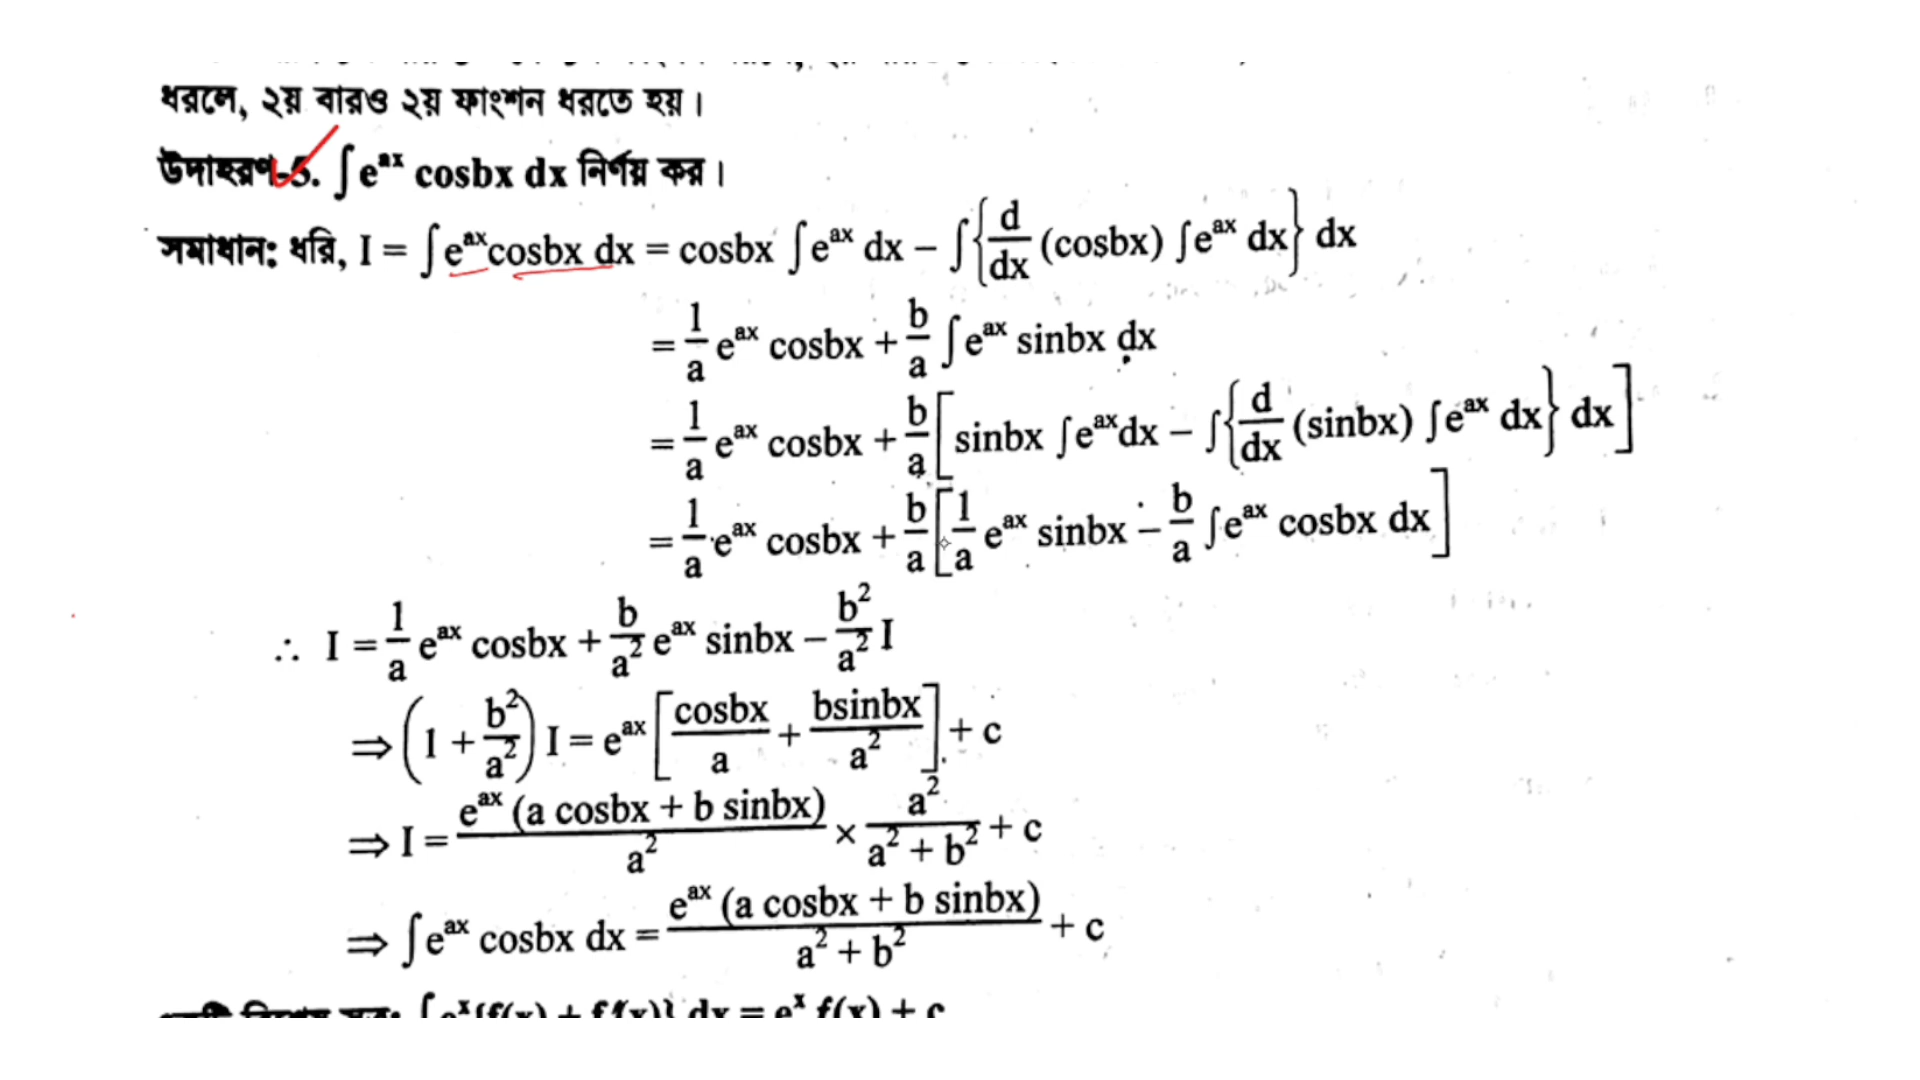 ধরলে, ২য় বারও ২য় ফাংশন ধরতে হয়।
উদাহরণ-5. ∫e^ax cosbx dx নির্ণয় কর।
সমাধান: ধরি, I = ∫e^ax cosbx dx = cosbx ∫e^ax dx − ∫{d/dx (cosbx) ∫e^ax dx} dx
= 1/a e^ax cosbx + b/a ∫e^ax sinbx dx
= 1/a e^ax cosbx + b/a [sinbx ∫e^ax dx − ∫{d/dx (sinbx) ∫e^ax dx} dx]
= 1/a e^ax cosbx + b/a [1/a e^ax sinbx − b/a ∫e^ax cosbx dx]
∴ I = 1/a e^ax cosbx + b/a² e^ax sinbx − b²/a² I
⇒ (1 + b²/a²) I = e^ax [cosbx/a + bsinbx/a²] + c
⇒ I = e^ax (a cosbx + b sinbx)/a² × a²/(a² + b²) + c
⇒ ∫e^ax cosbx dx = e^ax (a cosbx + b sinbx)/(a² + b²) + c
∫e^x{f(x) + f′(x)} dx = e^x f(x) + c